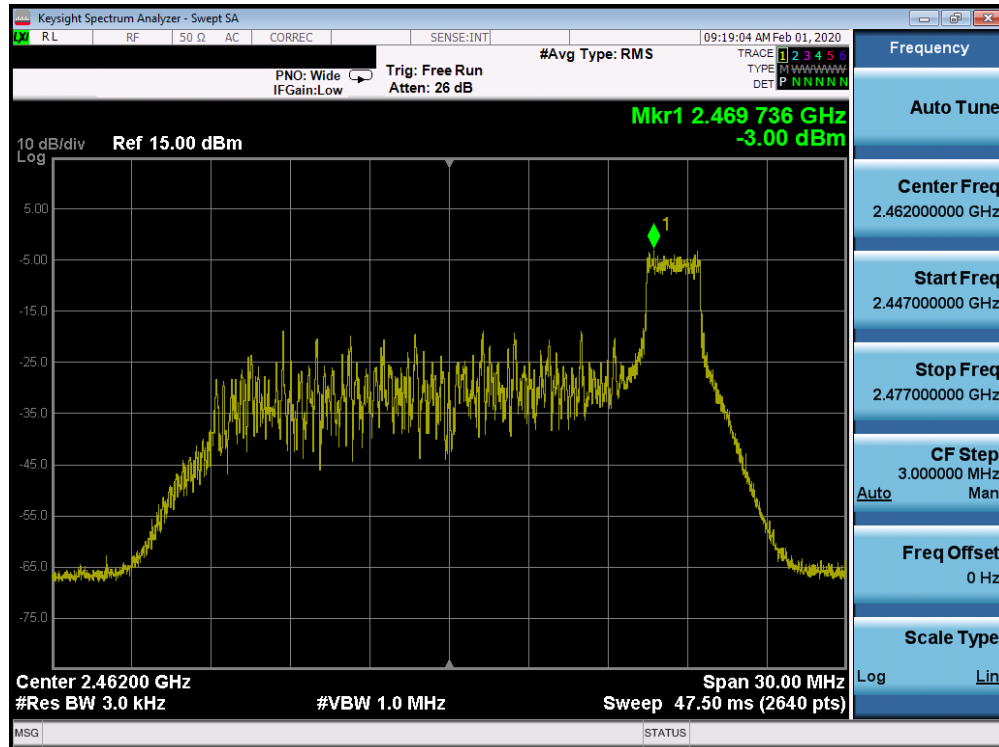 Keysight Spectrum Analyzer - Swept SA
LXI RL RF 50 Ω AC CORREC SENSE:INT 09:19:04 AM Feb 01, 2020
PNO: Wide
IFGain:Low
Trig: Free Run
Atten: 26 dB
#Avg Type: RMS
TRACE 1 2 3 4 5 6
TYPE M W W W W W
DET P N N N N N
Mkr1 2.469 736 GHz
-3.00 dBm
10 dB/div Ref 15.00 dBm
Log
5.00
-5.00
-15.0
-25.0
-35.0
-45.0
-55.0
-65.0
-75.0
1
Center 2.46200 GHz Span 30.00 MHz
#Res BW 3.0 kHz #VBW 1.0 MHz Sweep 47.50 ms (2640 pts)
MSG STATUS
Frequency
Auto Tune
Center Freq
2.462000000 GHz
Start Freq
2.447000000 GHz
Stop Freq
2.477000000 GHz
CF Step
3.000000 MHz
Auto Man
Freq Offset
0 Hz
Scale Type
Log Lin